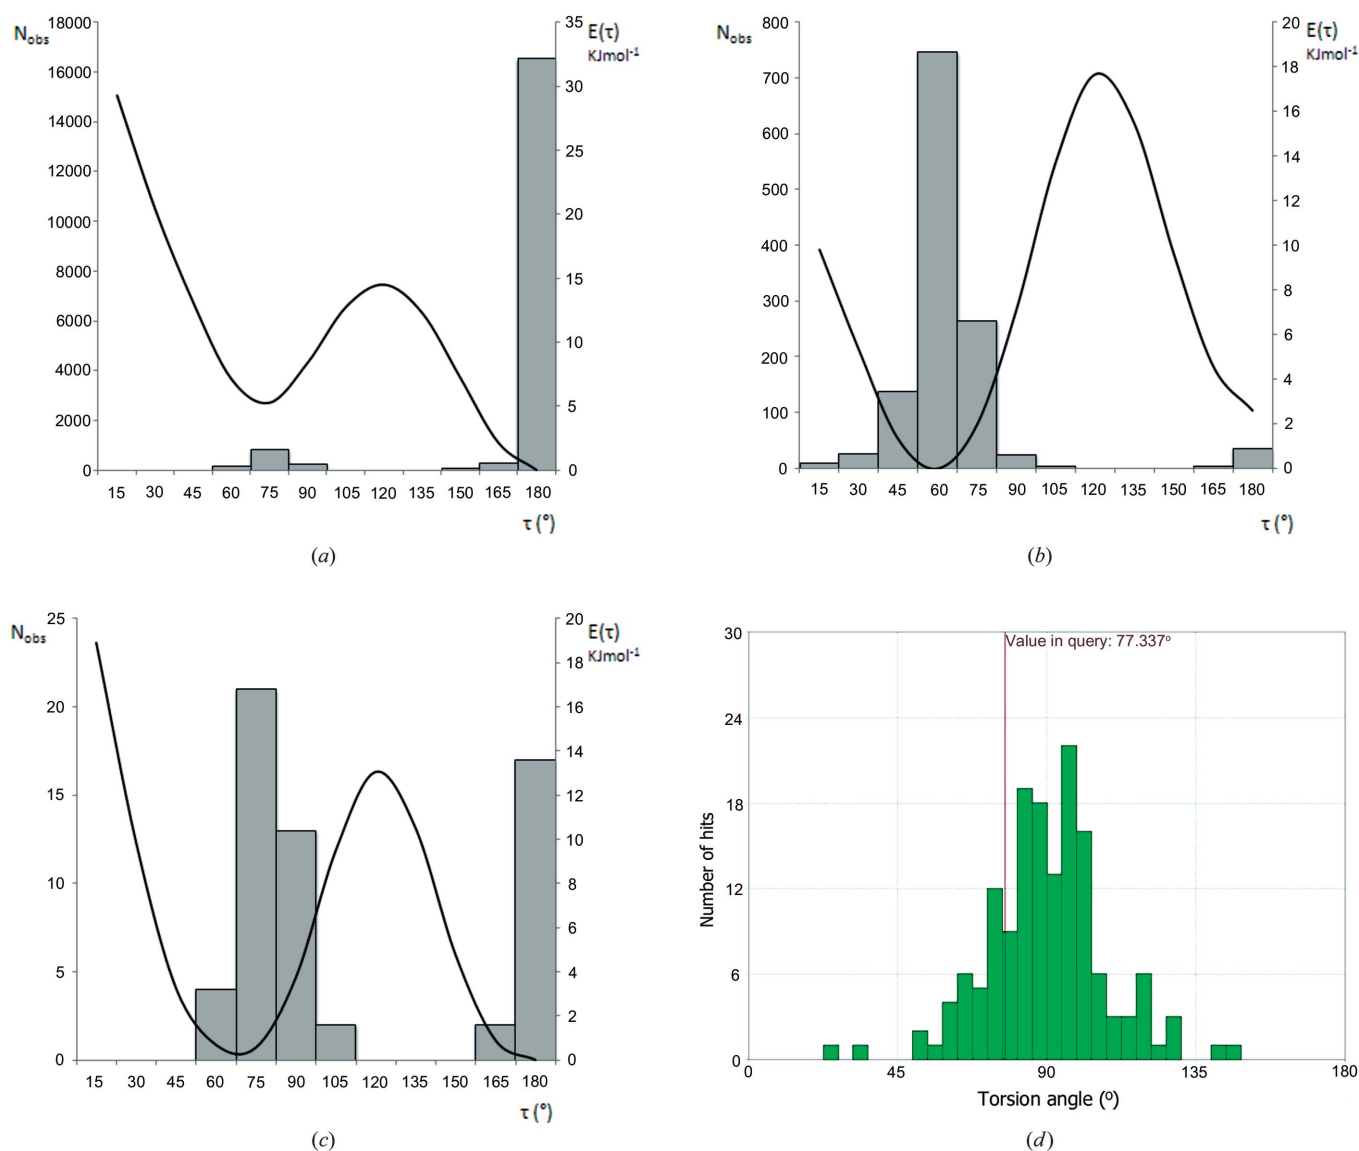 N_obs
E(τ)
KJmol⁻¹
18000
16000
14000
12000
10000
8000
6000
4000
2000
0
35
30
25
20
15
10
5
0
15 30 45 60 75 90 105 120 135 150 165 180
τ (°)
(a)
N_obs
E(τ)
KJmol⁻¹
800
700
600
500
400
300
200
100
0
20
18
16
14
12
10
8
6
4
2
0
15 30 45 60 75 90 105 120 135 150 165 180
τ (°)
(b)
N_obs
E(τ)
KJmol⁻¹
25
20
15
10
5
0
20
18
16
14
12
10
8
6
4
2
0
15 30 45 60 75 90 105 120 135 150 165 180
τ (°)
(c)
Value in query: 77.337°
Number of hits
30
24
18
12
6
0
0 45 90 135 180
Torsion angle (°)
(d)